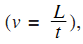 (v = L/t),